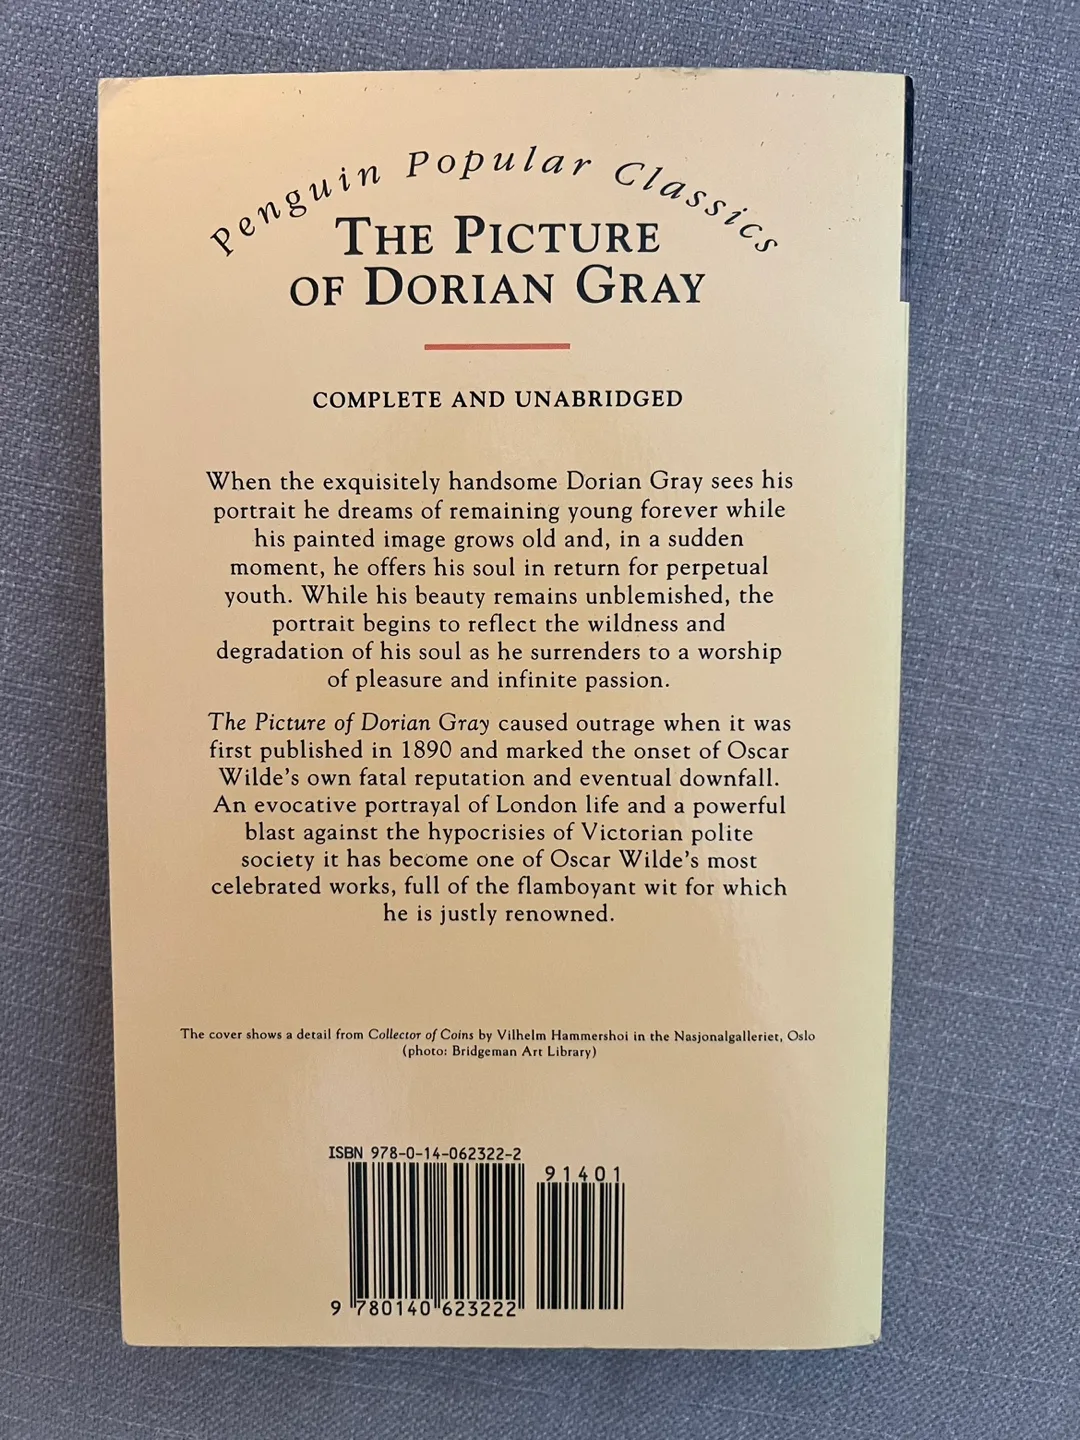 Penguin Popular Classics
THE PICTURE
OF DORIAN GRAY
COMPLETE AND UNABRIDGED
When the exquisitely handsome Dorian Gray sees his
portrait he dreams of remaining young forever while
his painted image grows old and, in a sudden
moment, he offers his soul in return for perpetual
youth. While his beauty remains unblemished, the
portrait begins to reflect the wildness and
degradation of his soul as he surrenders to a worship
of pleasure and infinite passion.
The Picture of Dorian Gray caused outrage when it was
first published in 1890 and marked the onset of Oscar
Wilde's own fatal reputation and eventual downfall.
An evocative portrayal of London life and a powerful
blast against the hypocrisies of Victorian polite
society it has become one of Oscar Wilde's most
celebrated works, full of the flamboyant wit for which
he is justly renowned.
The cover shows a detail from Collector of Coins by Vilhelm Hammershoi in the Nasjonalgalleriet, Oslo
(photo: Bridgeman Art Library)
ISBN 978-0-14-062322-2
91401
9 780140 623222